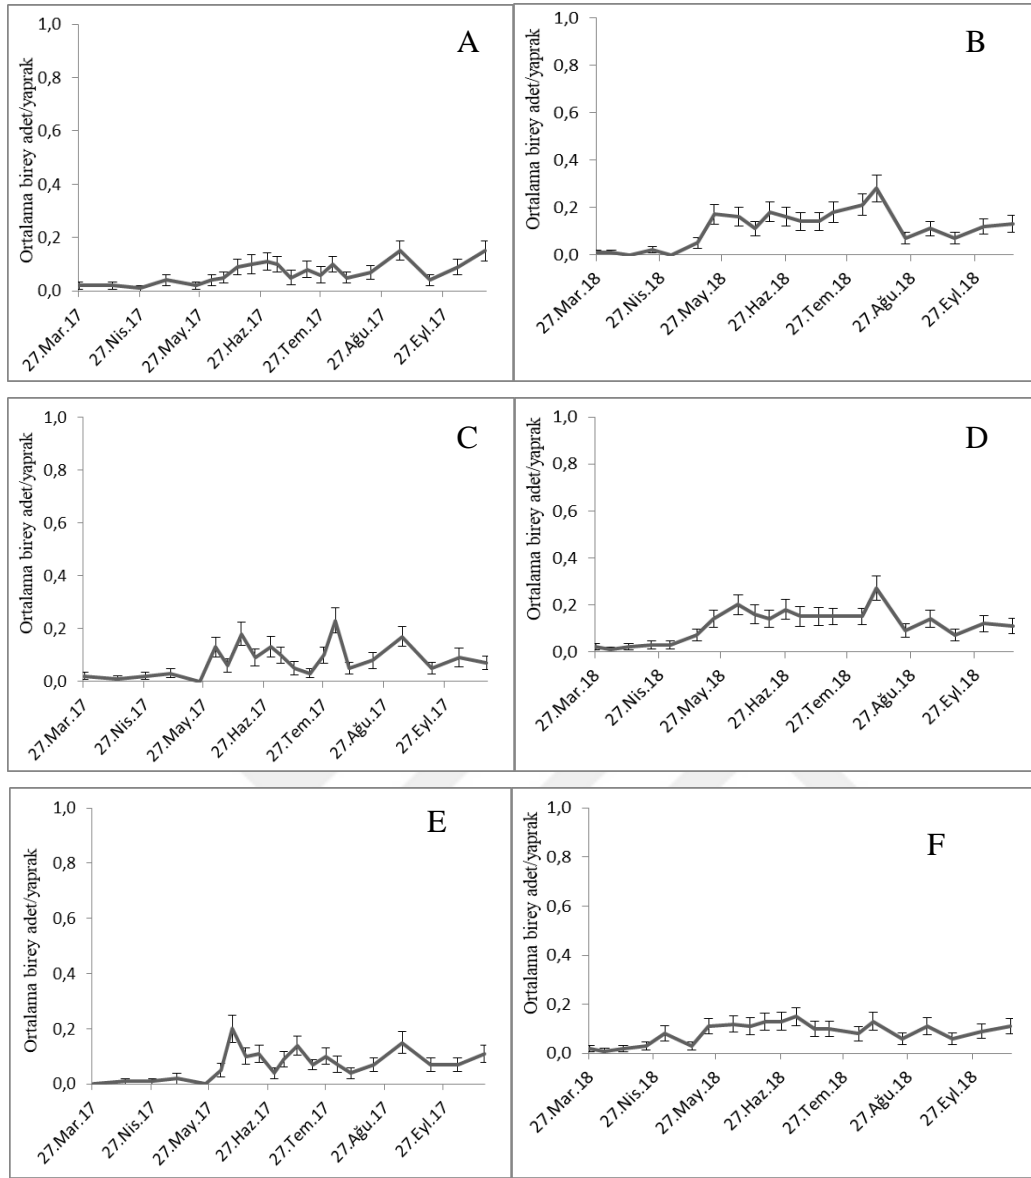 A
Ortalama birey adet/yaprak
1,0
0,8
0,6
0,4
0,2
0,0
27.Mar.17
27.Nis.17
27.May.17
27.Haz.17
27.Tem.17
27.Ağu.17
27.Eyl.17
B
Ortalama birey adet/yaprak
1,0
0,8
0,6
0,4
0,2
0,0
27.Mar.18
27.Nis.18
27.May.18
27.Haz.18
27.Tem.18
27.Ağu.18
27.Eyl.18
C
Ortalama birey adet/yaprak
1,0
0,8
0,6
0,4
0,2
0,0
27.Mar.17
27.Nis.17
27.May.17
27.Haz.17
27.Tem.17
27.Ağu.17
27.Eyl.17
D
Ortalama birey adet/yaprak
1,0
0,8
0,6
0,4
0,2
0,0
27.Mar.18
27.Nis.18
27.May.18
27.Haz.18
27.Tem.18
27.Ağu.18
27.Eyl.18
E
Ortalama birey adet/yaprak
1,0
0,8
0,6
0,4
0,2
0,0
27.Mar.17
27.Nis.17
27.May.17
27.Haz.17
27.Tem.17
27.Ağu.17
27.Eyl.17
F
Ortalama birey adet/yaprak
1,0
0,8
0,6
0,4
0,2
0,0
27.Mar.18
27.Nis.18
27.May.18
27.Haz.18
27.Tem.18
27.Ağu.18
27.Eyl.18